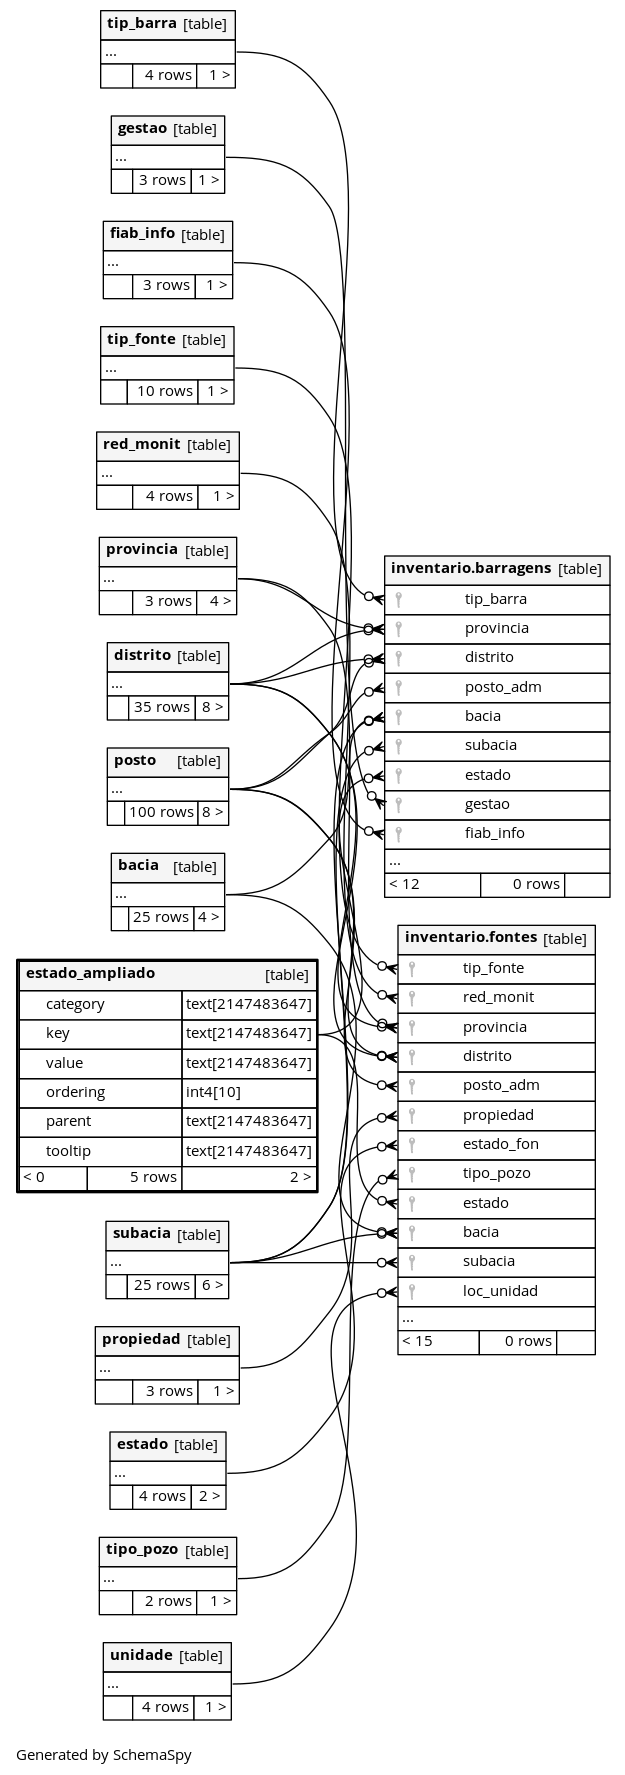 tip_barra [table]
...
4 rows 1 >
gestao [table]
...
3 rows 1 >
fiab_info [table]
...
3 rows 1 >
tip_fonte [table]
...
10 rows 1 >
red_monit [table]
...
4 rows 1 >
provincia [table]
...
3 rows 4 >
distrito [table]
...
35 rows 8 >
posto [table]
...
100 rows 8 >
bacia [table]
...
25 rows 4 >
estado_ampliado [table]
category text[2147483647]
key text[2147483647]
value text[2147483647]
ordering int4[10]
parent text[2147483647]
tooltip text[2147483647]
< 0 5 rows 2 >
subacia [table]
...
25 rows 6 >
propiedad [table]
...
3 rows 1 >
estado [table]
...
4 rows 2 >
tipo_pozo [table]
...
2 rows 1 >
unidade [table]
...
4 rows 1 >
inventario.barragens [table]
tip_barra
provincia
distrito
posto_adm
bacia
subacia
estado
gestao
fiab_info
...
< 12 0 rows
inventario.fontes [table]
tip_fonte
red_monit
provincia
distrito
posto_adm
propiedad
estado_fon
tipo_pozo
estado
bacia
subacia
loc_unidad
...
< 15 0 rows
Generated by SchemaSpy